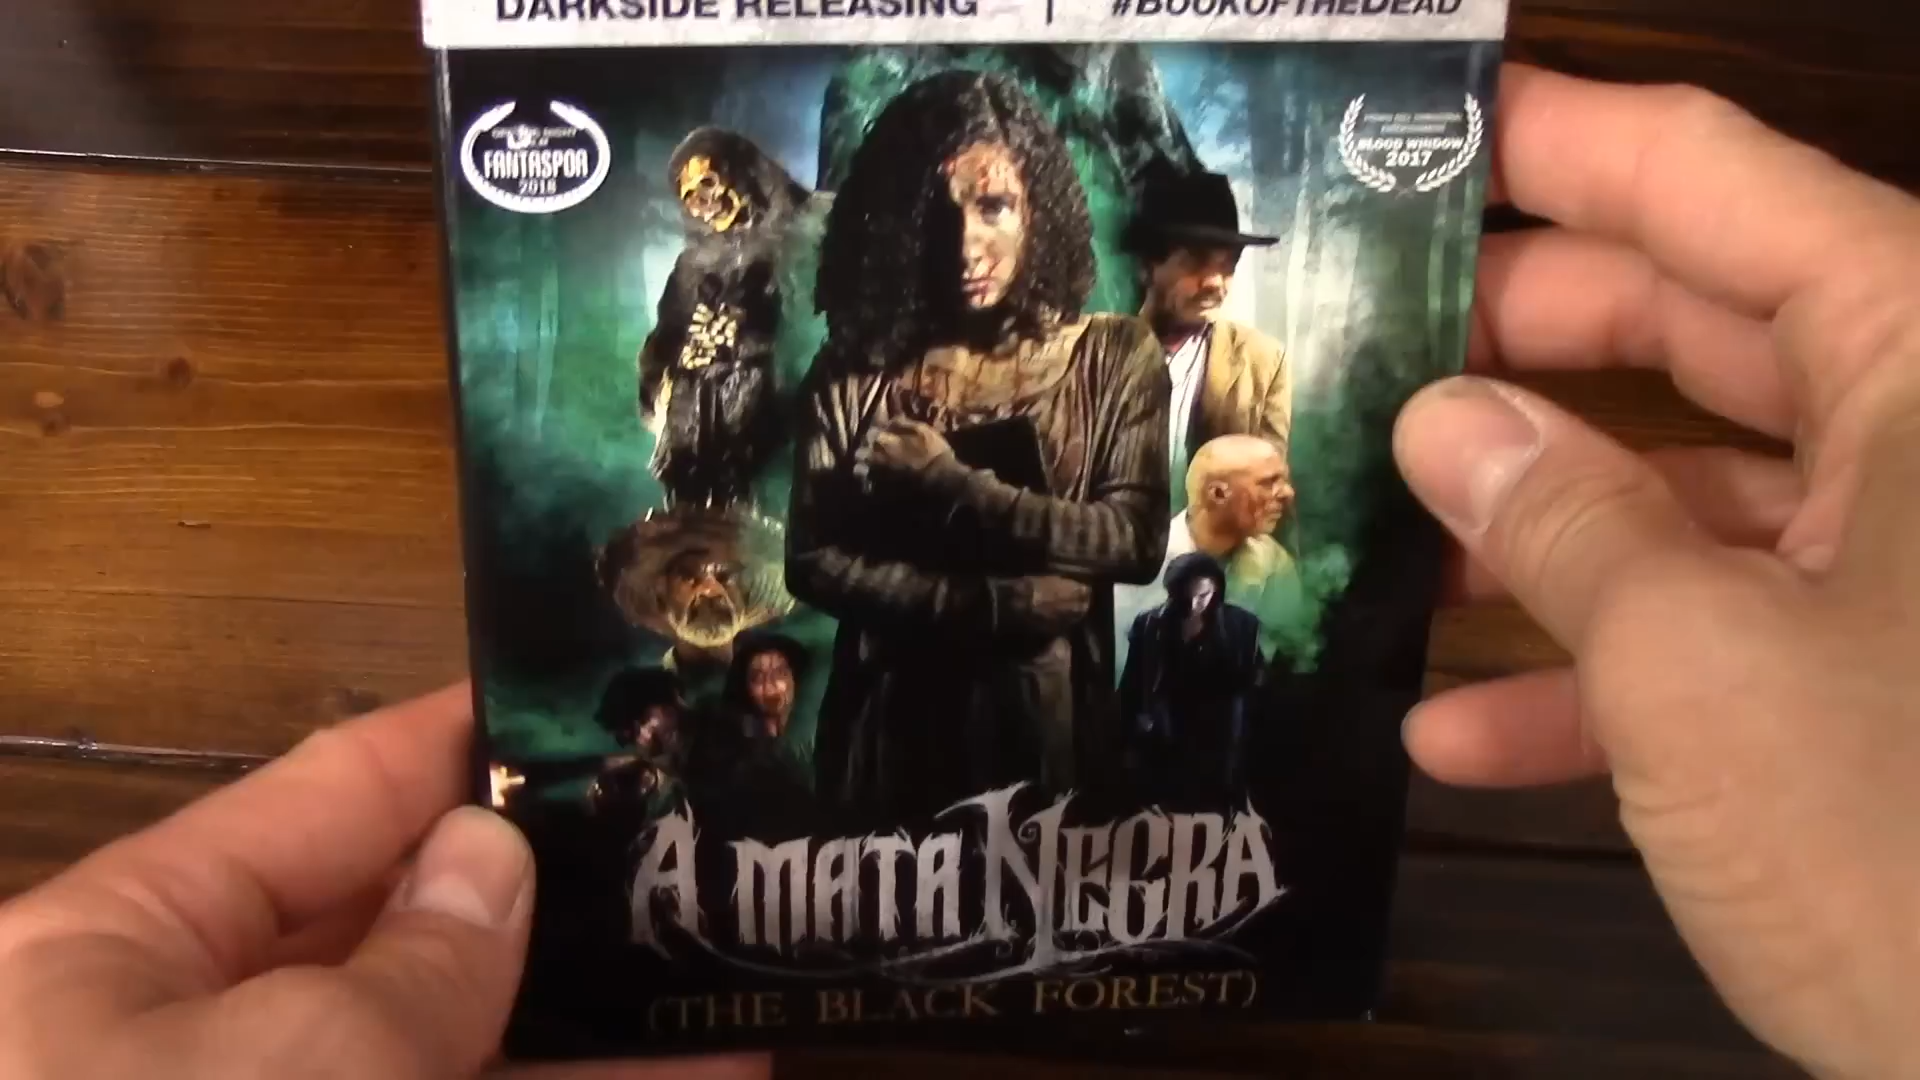 DARKSIDE RELEASING | #BOOKOFTHEDEAD
FANTASPOA
2018
BLOOD WINDOW
2017
A MATA NEGRA
(THE BLACK FOREST)